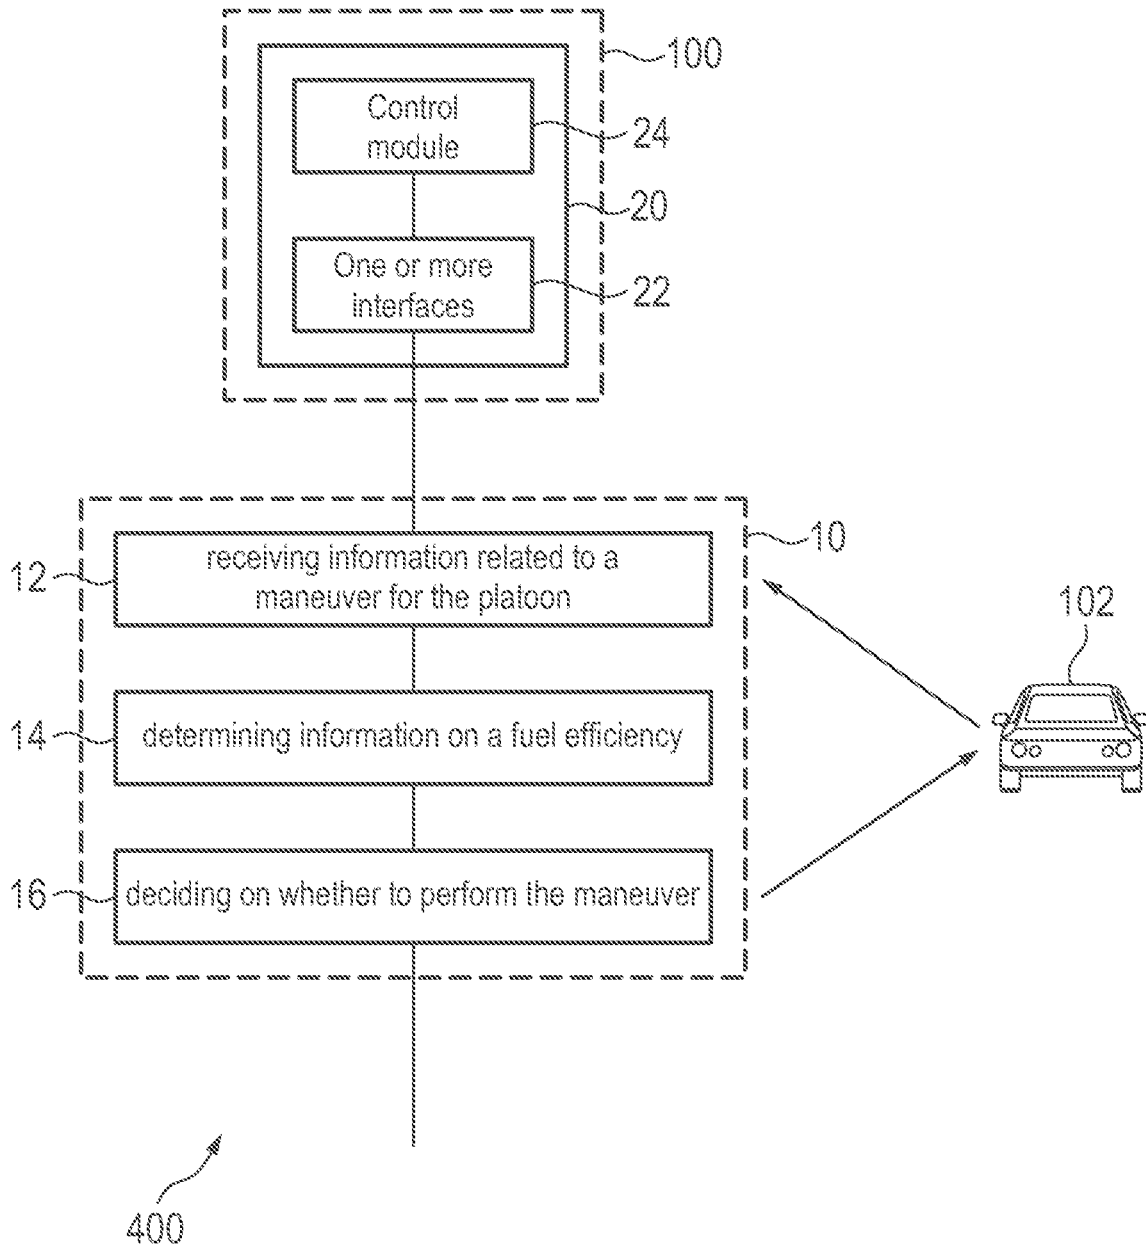 100
Control
module
24
20
One or more
interfaces
22
10
12
receiving information related to a
maneuver for the platoon
102
14
determining information on a fuel efficiency
16
deciding on whether to perform the maneuver
400